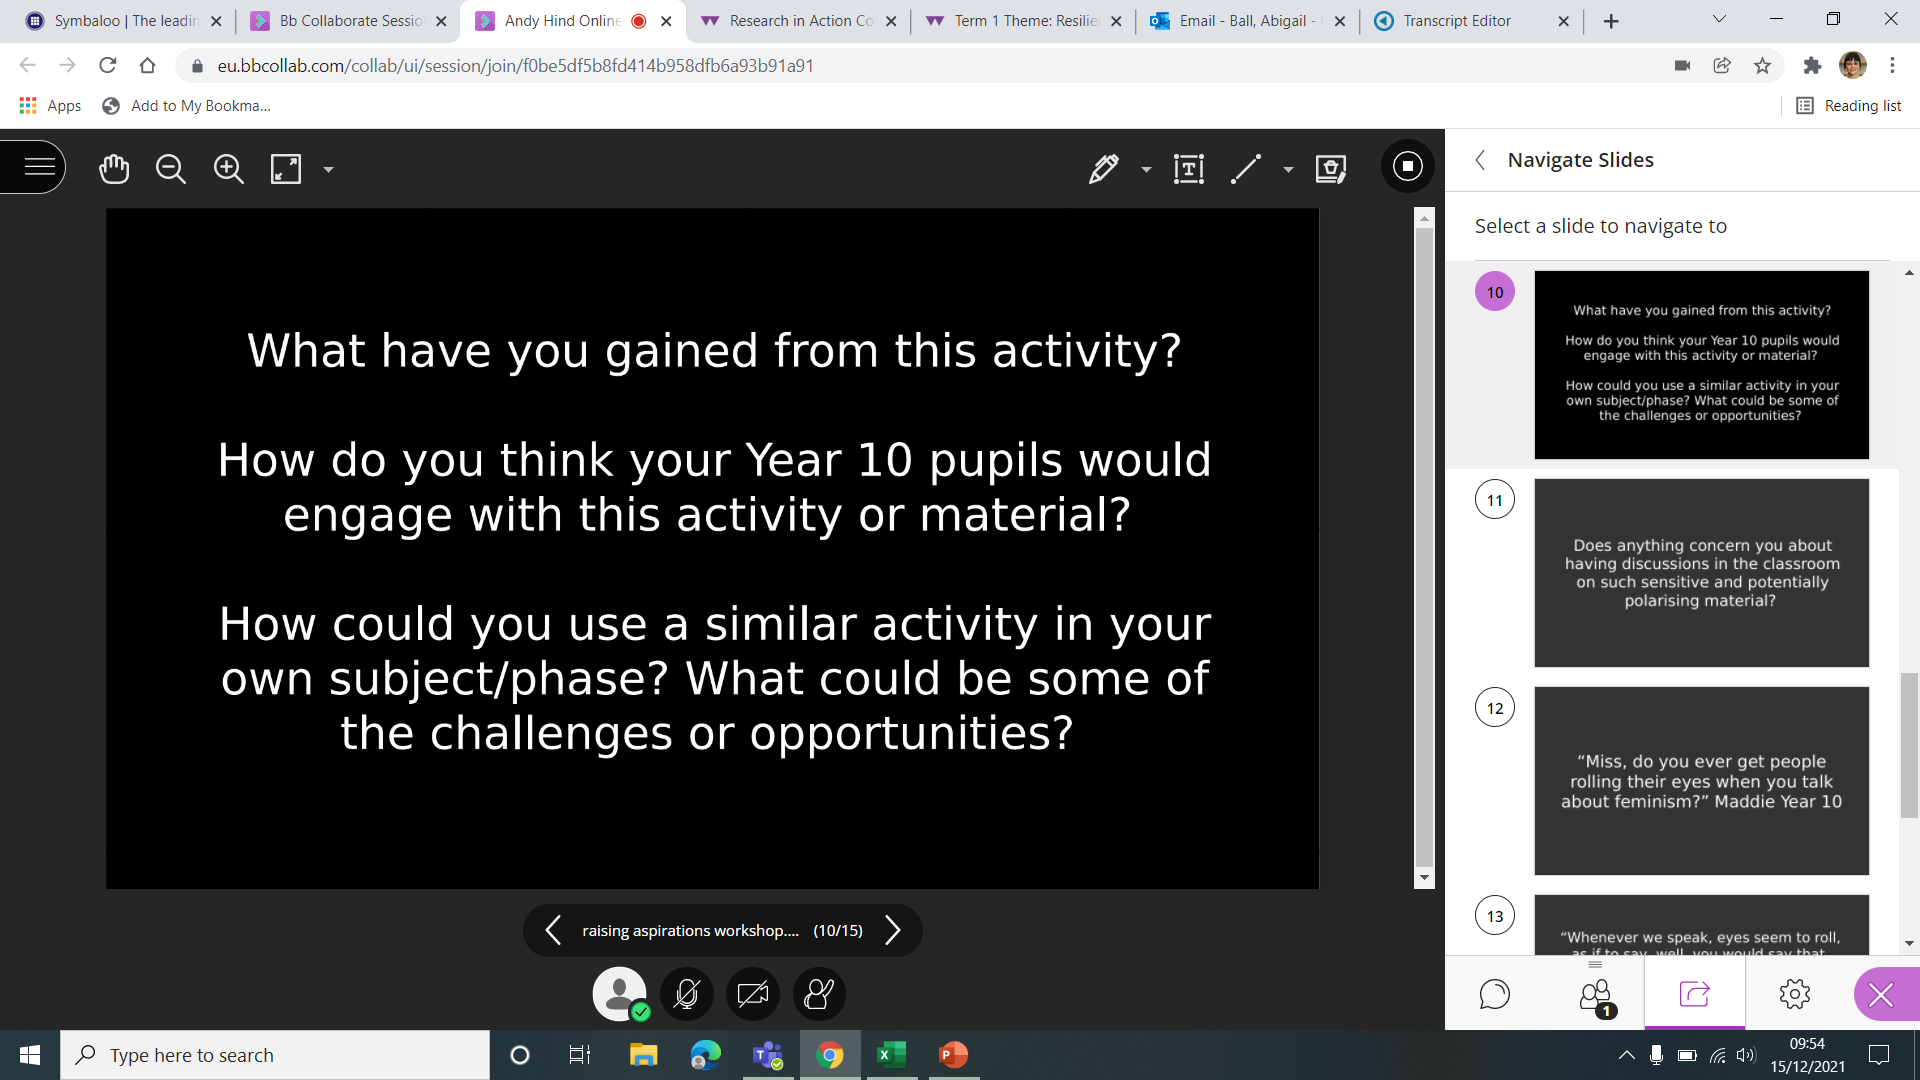 Symbaloo | The leadin
Bb Collaborate Sessio
Andy Hind Online
Research in Action Co
Term 1 Theme: Resilie
Email - Ball, Abigail -
Transcript Editor
eu.bbcollab.com/collab/ui/session/join/f0be5df5b8fd414b958dfb6a93b91a91
Apps
Add to My Bookma...
Reading list
What have you gained from this activity?
How do you think your Year 10 pupils would
engage with this activity or material?
How could you use a similar activity in your
own subject/phase? What could be some of
the challenges or opportunities?
raising aspirations workshop.... (10/15)
Navigate Slides
Select a slide to navigate to
10
What have you gained from this activity?
How do you think your Year 10 pupils would
engage with this activity or material?
How could you use a similar activity in your
own subject/phase? What could be some of
the challenges or opportunities?
11
Does anything concern you about
having discussions in the classroom
on such sensitive and potentially
polarising material?
12
“Miss, do you ever get people
rolling their eyes when you talk
about feminism?” Maddie Year 10
13
“Whenever we speak, eyes seem to roll,
as if to say, well, you would say that
1
Type here to search
09:54
15/12/2021